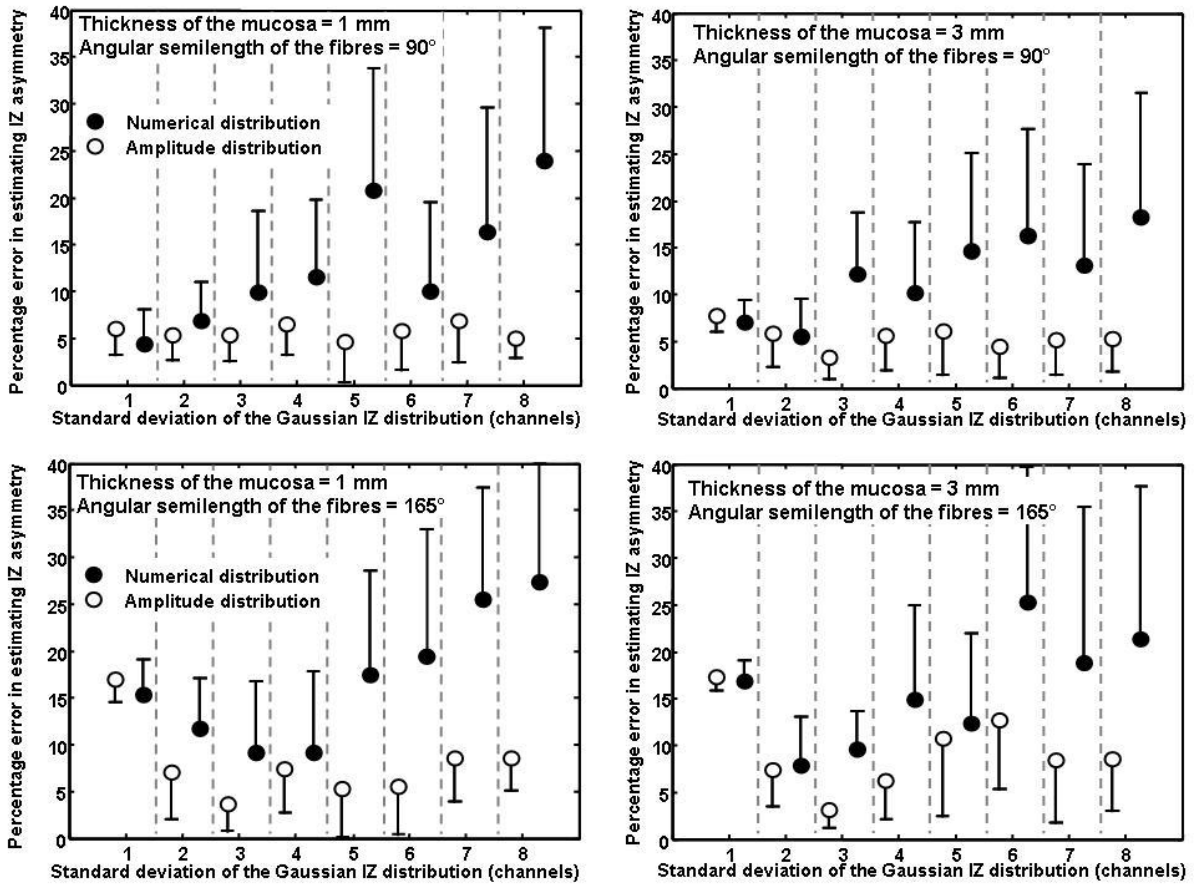 Thickness of the mucosa = 1 mm
Angular semilength of the fibres = 90°
Numerical distribution
Amplitude distribution
Percentage error in estimating IZ asymmetry
40
35
30
25
20
15
10
5
0
1 2 3 4 5 6 7 8
Standard deviation of the Gaussian IZ distribution (channels)
Thickness of the mucosa = 3 mm
Angular semilength of the fibres = 90°
Percentage error in estimating IZ asymmetry
40
35
30
25
20
15
10
5
0
1 2 3 4 5 6 7 8
Standard deviation of the Gaussian IZ distribution (channels)
Thickness of the mucosa = 1 mm
Angular semilength of the fibres = 165°
Numerical distribution
Amplitude distribution
Percentage error in estimating IZ asymmetry
40
35
30
25
20
15
10
5
0
1 2 3 4 5 6 7 8
Standard deviation of the Gaussian IZ distribution (channels)
Thickness of the mucosa = 3 mm
Angular semilength of the fibres = 165°
Percentage error in estimating IZ asymmetry
40
35
30
25
20
15
10
5
0
1 2 3 4 5 6 7 8
Standard deviation of the Gaussian IZ distribution (channels)